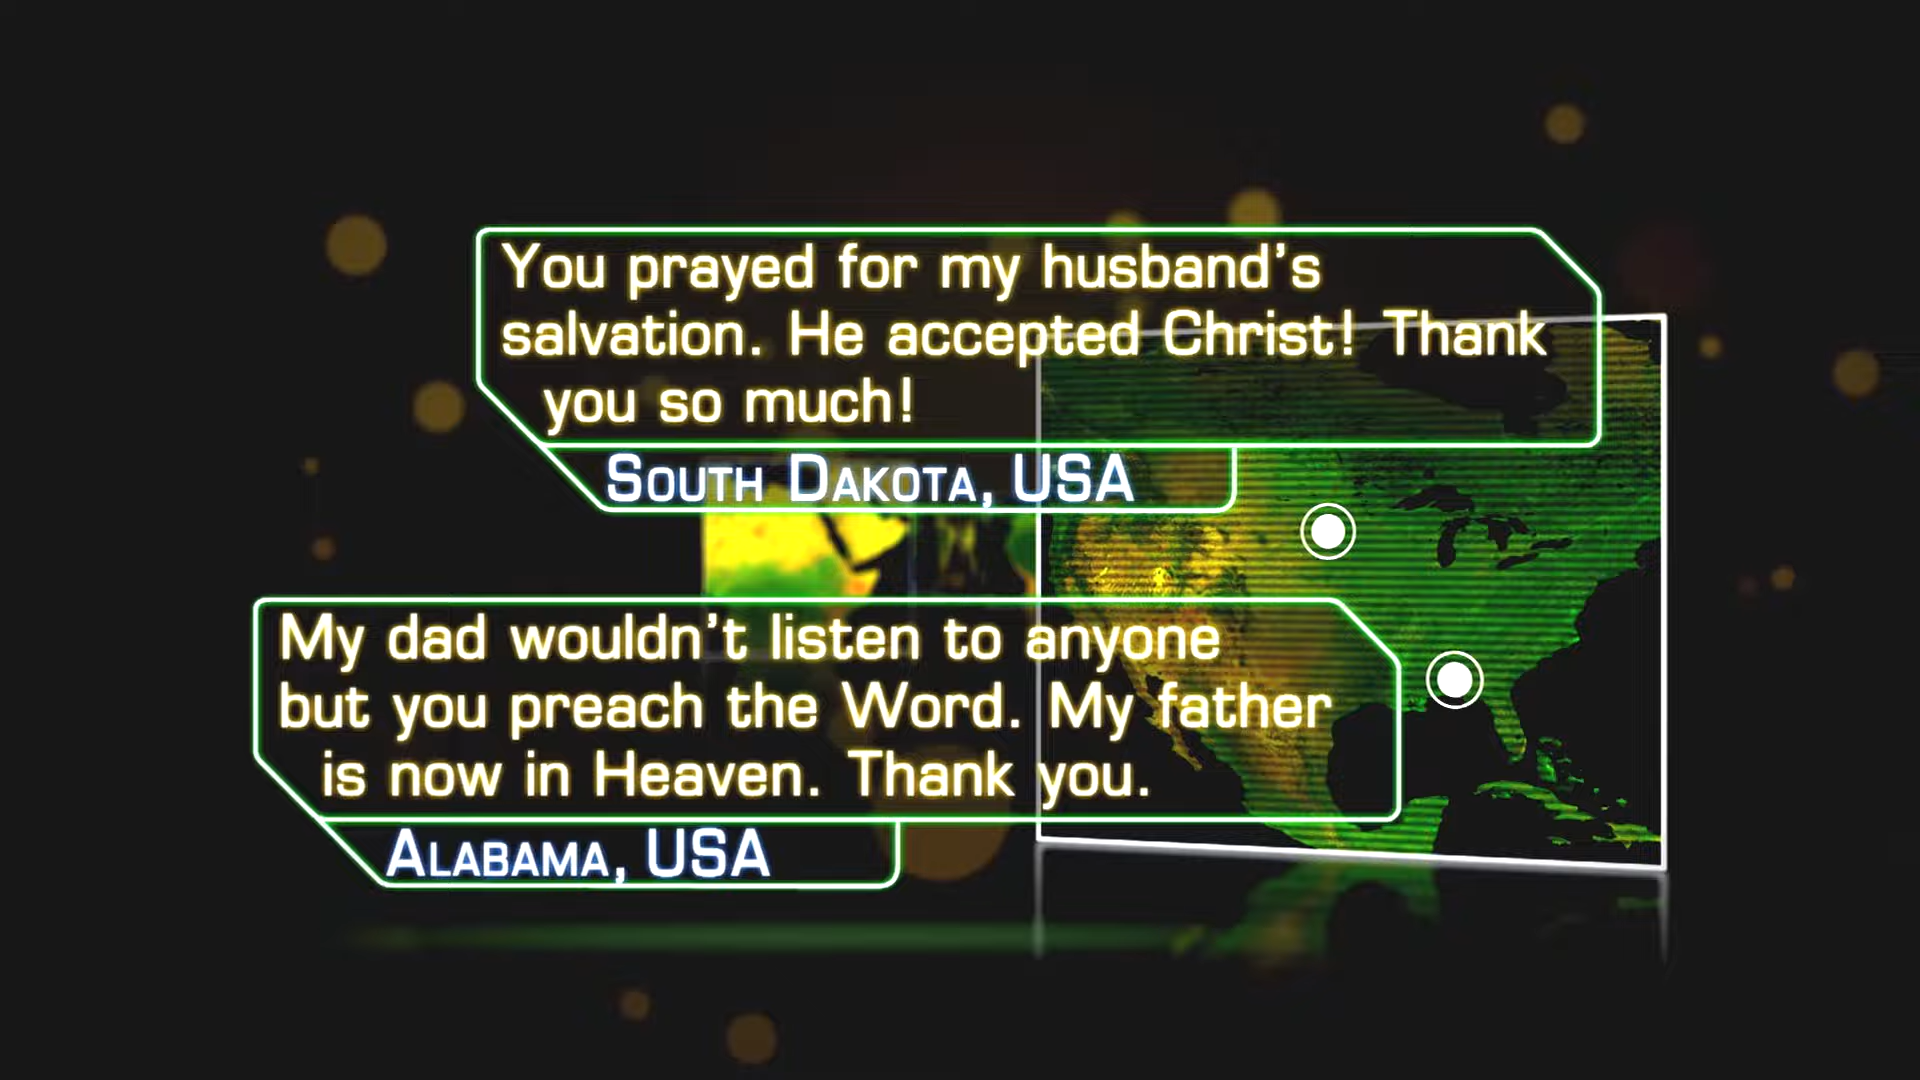 You prayed for my husband’s
salvation. He accepted Christ! Thank
you so much!
South Dakota, USA
My dad wouldn’t listen to anyone
but you preach the Word. My father
is now in Heaven. Thank you.
Alabama, USA